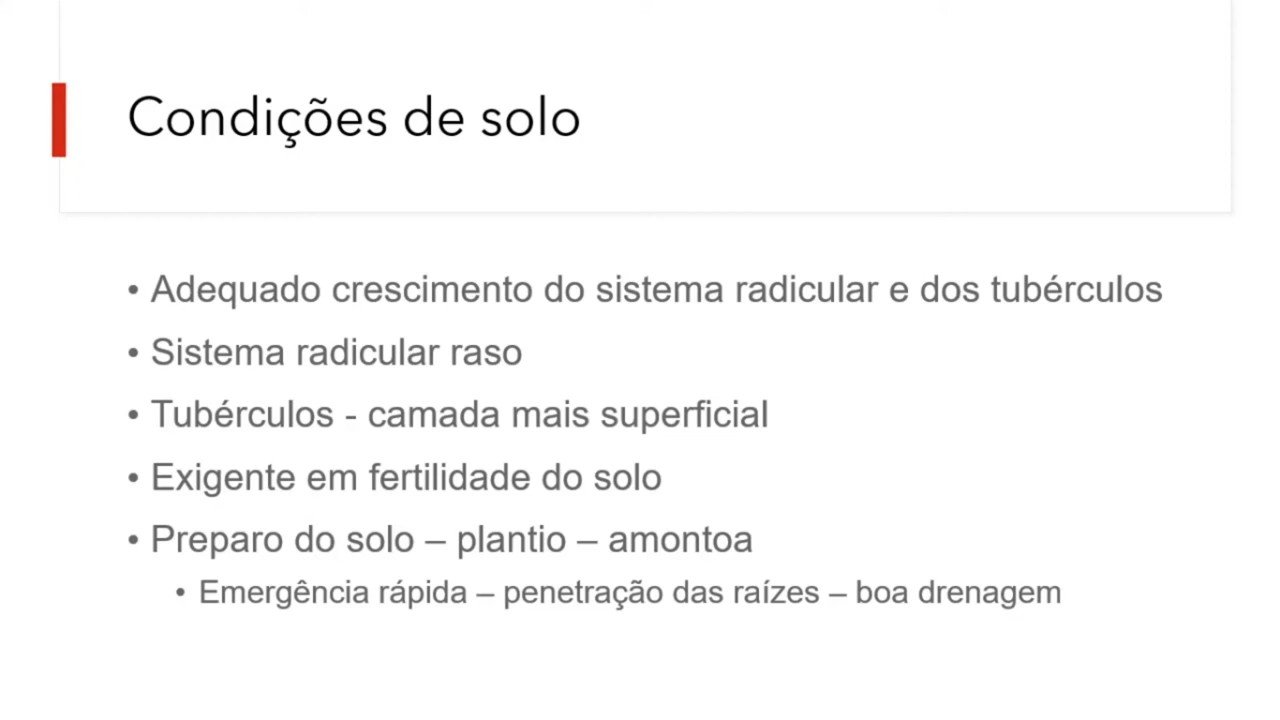 Condições de solo
• Adequado crescimento do sistema radicular e dos tubérculos
• Sistema radicular raso
• Tubérculos - camada mais superficial
• Exigente em fertilidade do solo
• Preparo do solo – plantio – amontoa
• Emergência rápida – penetração das raízes – boa drenagem